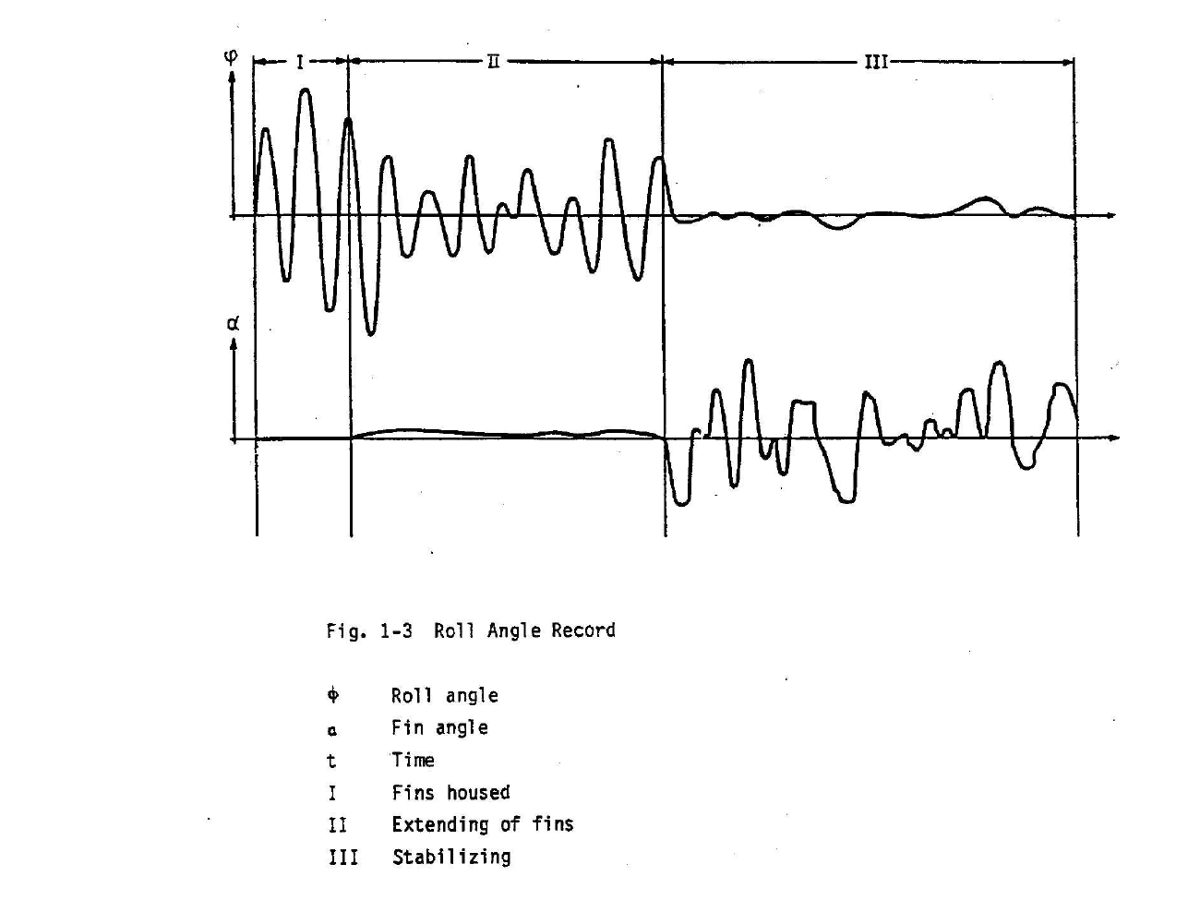 φ
I II III
α
Fig. 1-3 Roll Angle Record
ϕ Roll angle
α Fin angle
t Time
I Fins housed
II Extending of fins
III Stabilizing